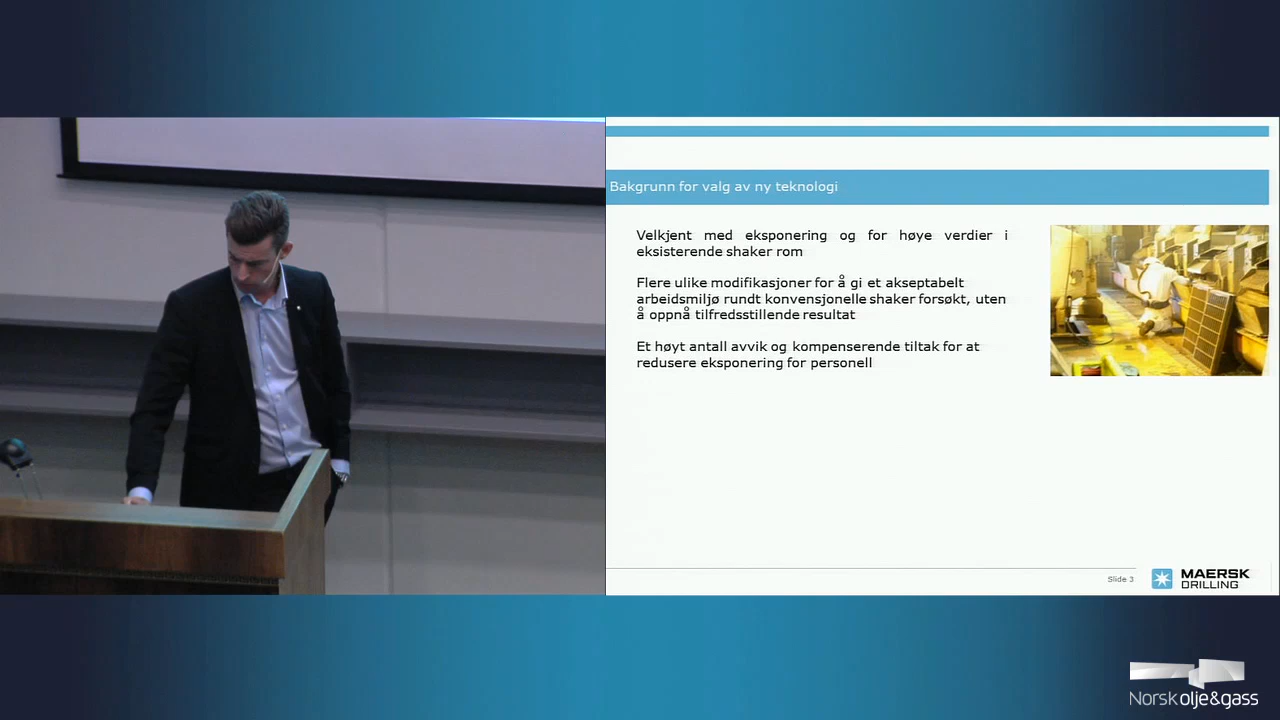 Bakgrunn for valg av ny teknologi
Velkjent med eksponering og for høye verdier i
eksisterende shaker rom
Flere ulike modifikasjoner for å gi et akseptabelt
arbeidsmiljø rundt konvensjonelle shaker forsøkt, uten
å oppnå tilfredsstillende resultat
Et høyt antall avvik og kompenserende tiltak for at
redusere eksponering for personell
Slide 3
MAERSK
DRILLING
Norsk olje&gass